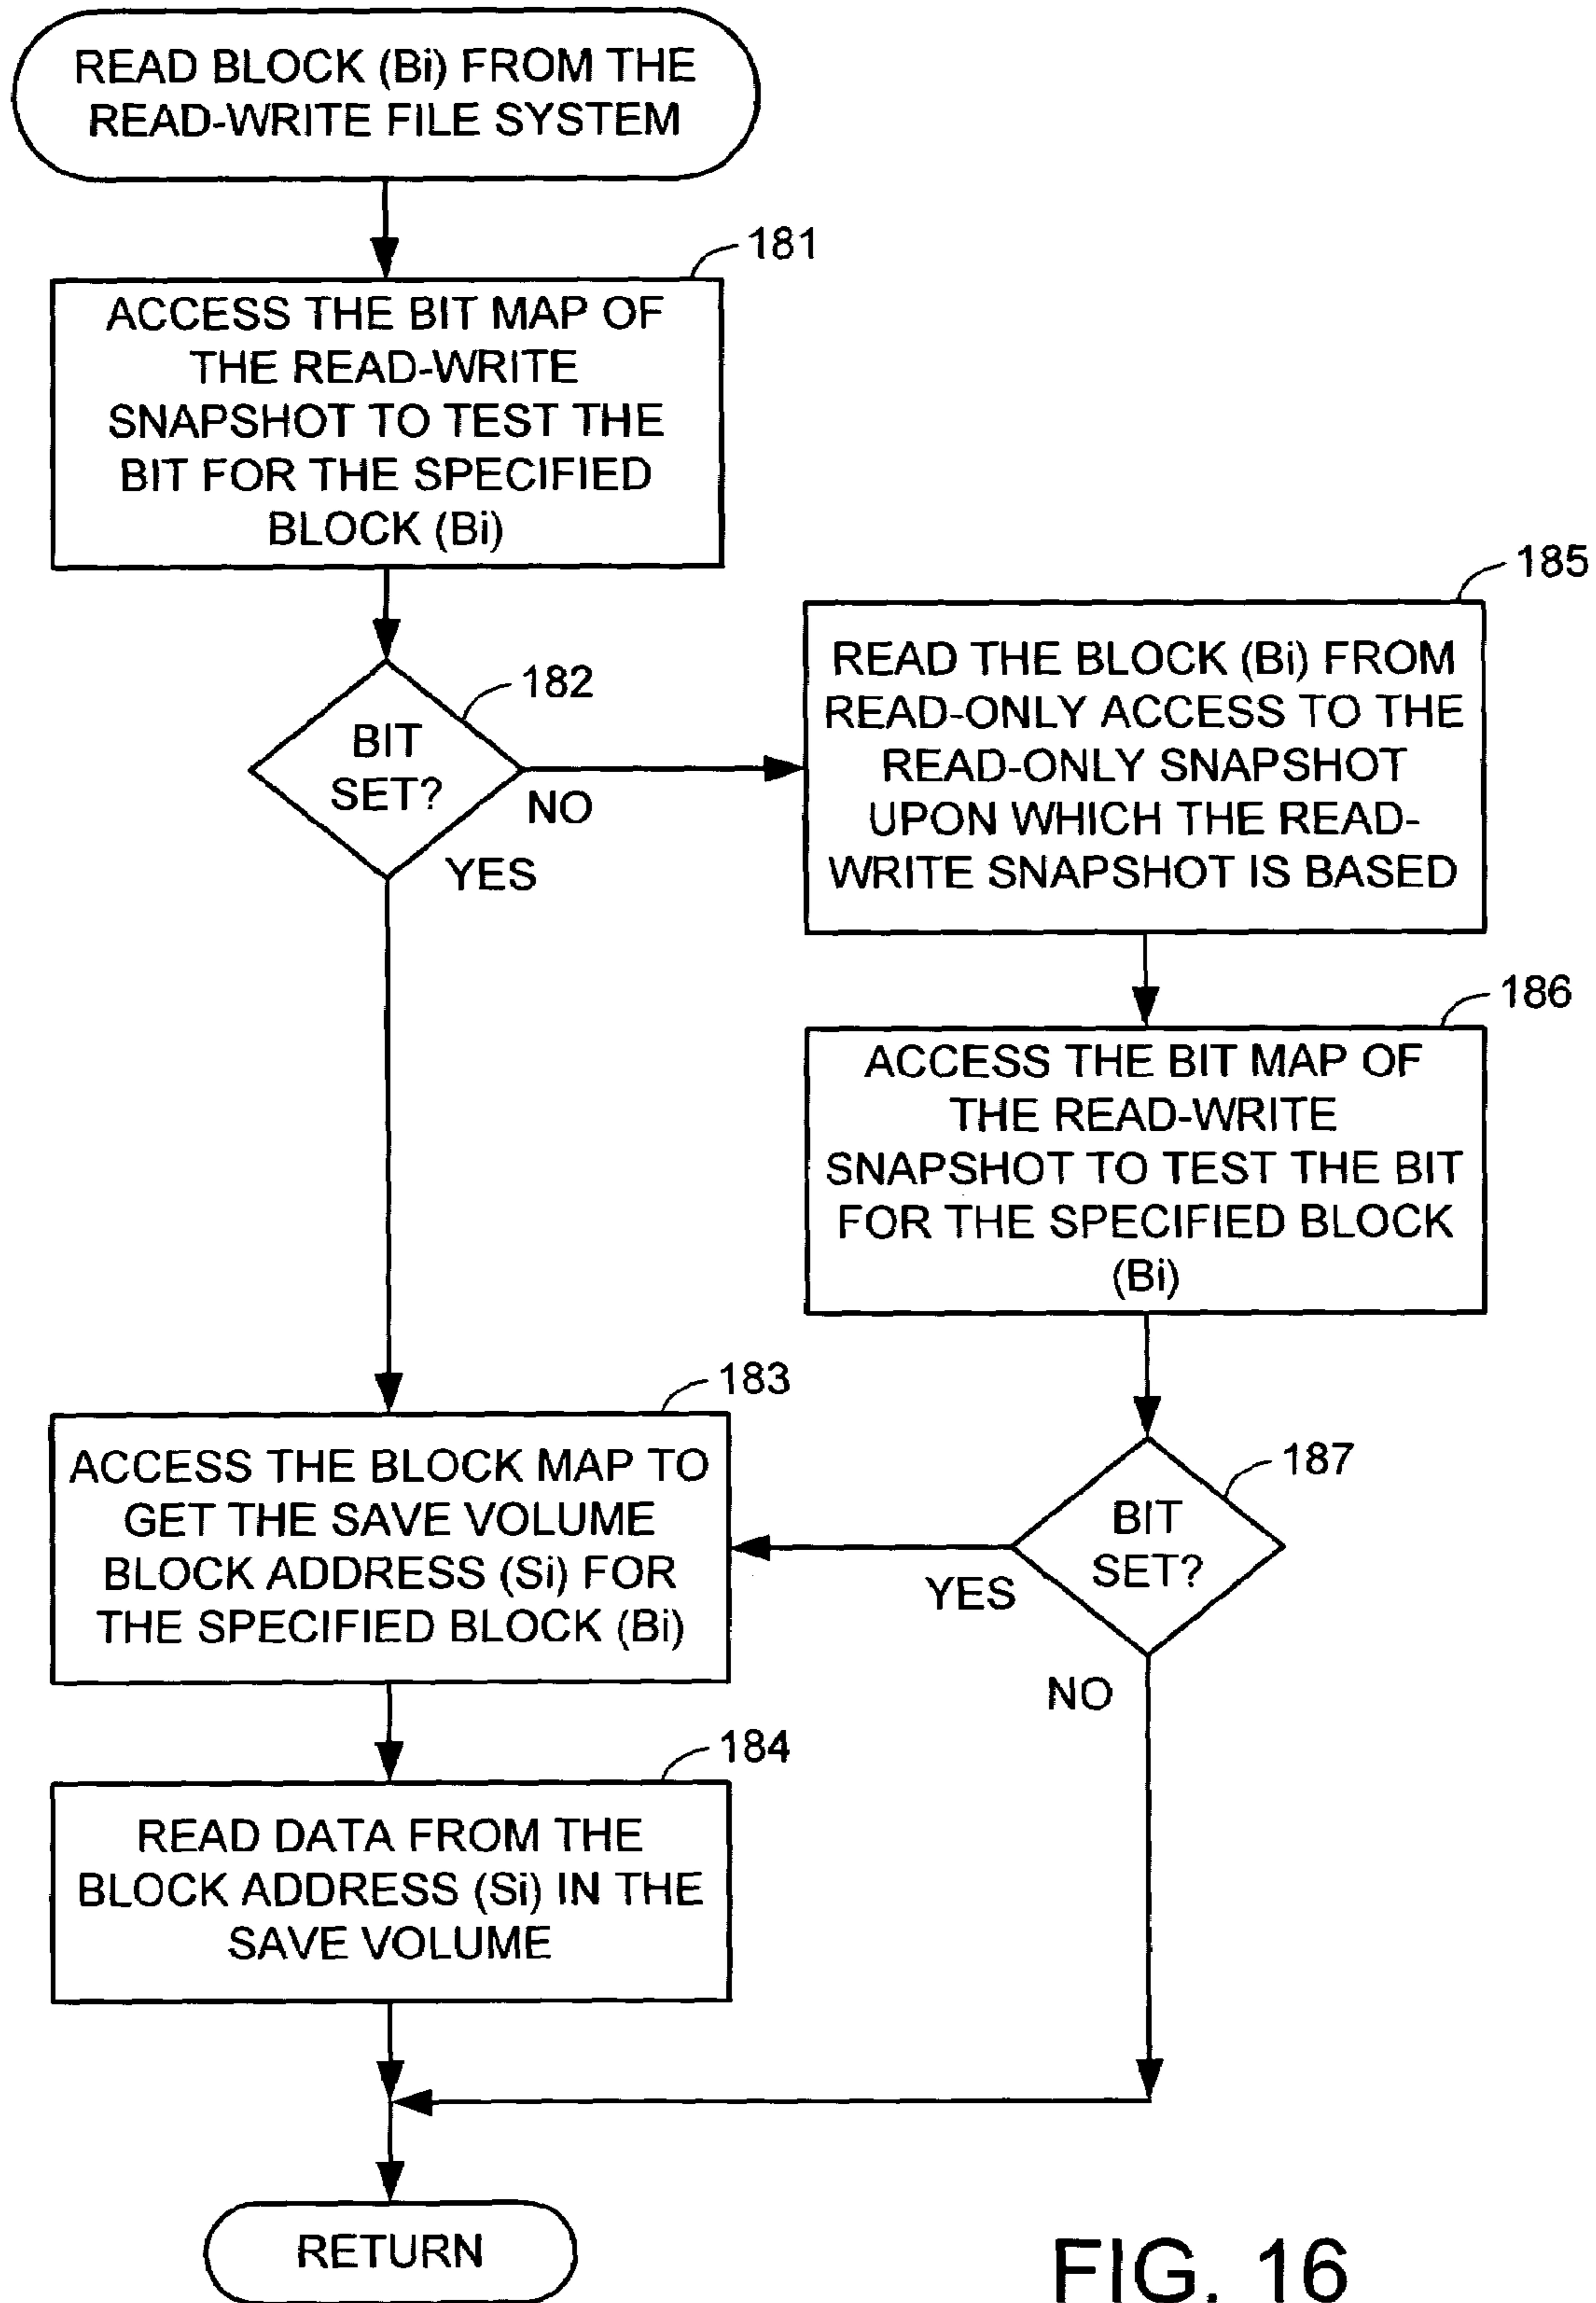 READ BLOCK (Bi) FROM THE
READ-WRITE FILE SYSTEM
181
ACCESS THE BIT MAP OF
THE READ-WRITE
SNAPSHOT TO TEST THE
BIT FOR THE SPECIFIED
BLOCK (Bi)
182
BIT
SET?
NO
YES
185
READ THE BLOCK (Bi) FROM
READ-ONLY ACCESS TO THE
READ-ONLY SNAPSHOT
UPON WHICH THE READ-
WRITE SNAPSHOT IS BASED
186
ACCESS THE BIT MAP OF
THE READ-WRITE
SNAPSHOT TO TEST THE BIT
FOR THE SPECIFIED BLOCK
(Bi)
187
BIT
SET?
YES
NO
183
ACCESS THE BLOCK MAP TO
GET THE SAVE VOLUME
BLOCK ADDRESS (Si) FOR
THE SPECIFIED BLOCK (Bi)
184
READ DATA FROM THE
BLOCK ADDRESS (Si) IN THE
SAVE VOLUME
RETURN
FIG. 16